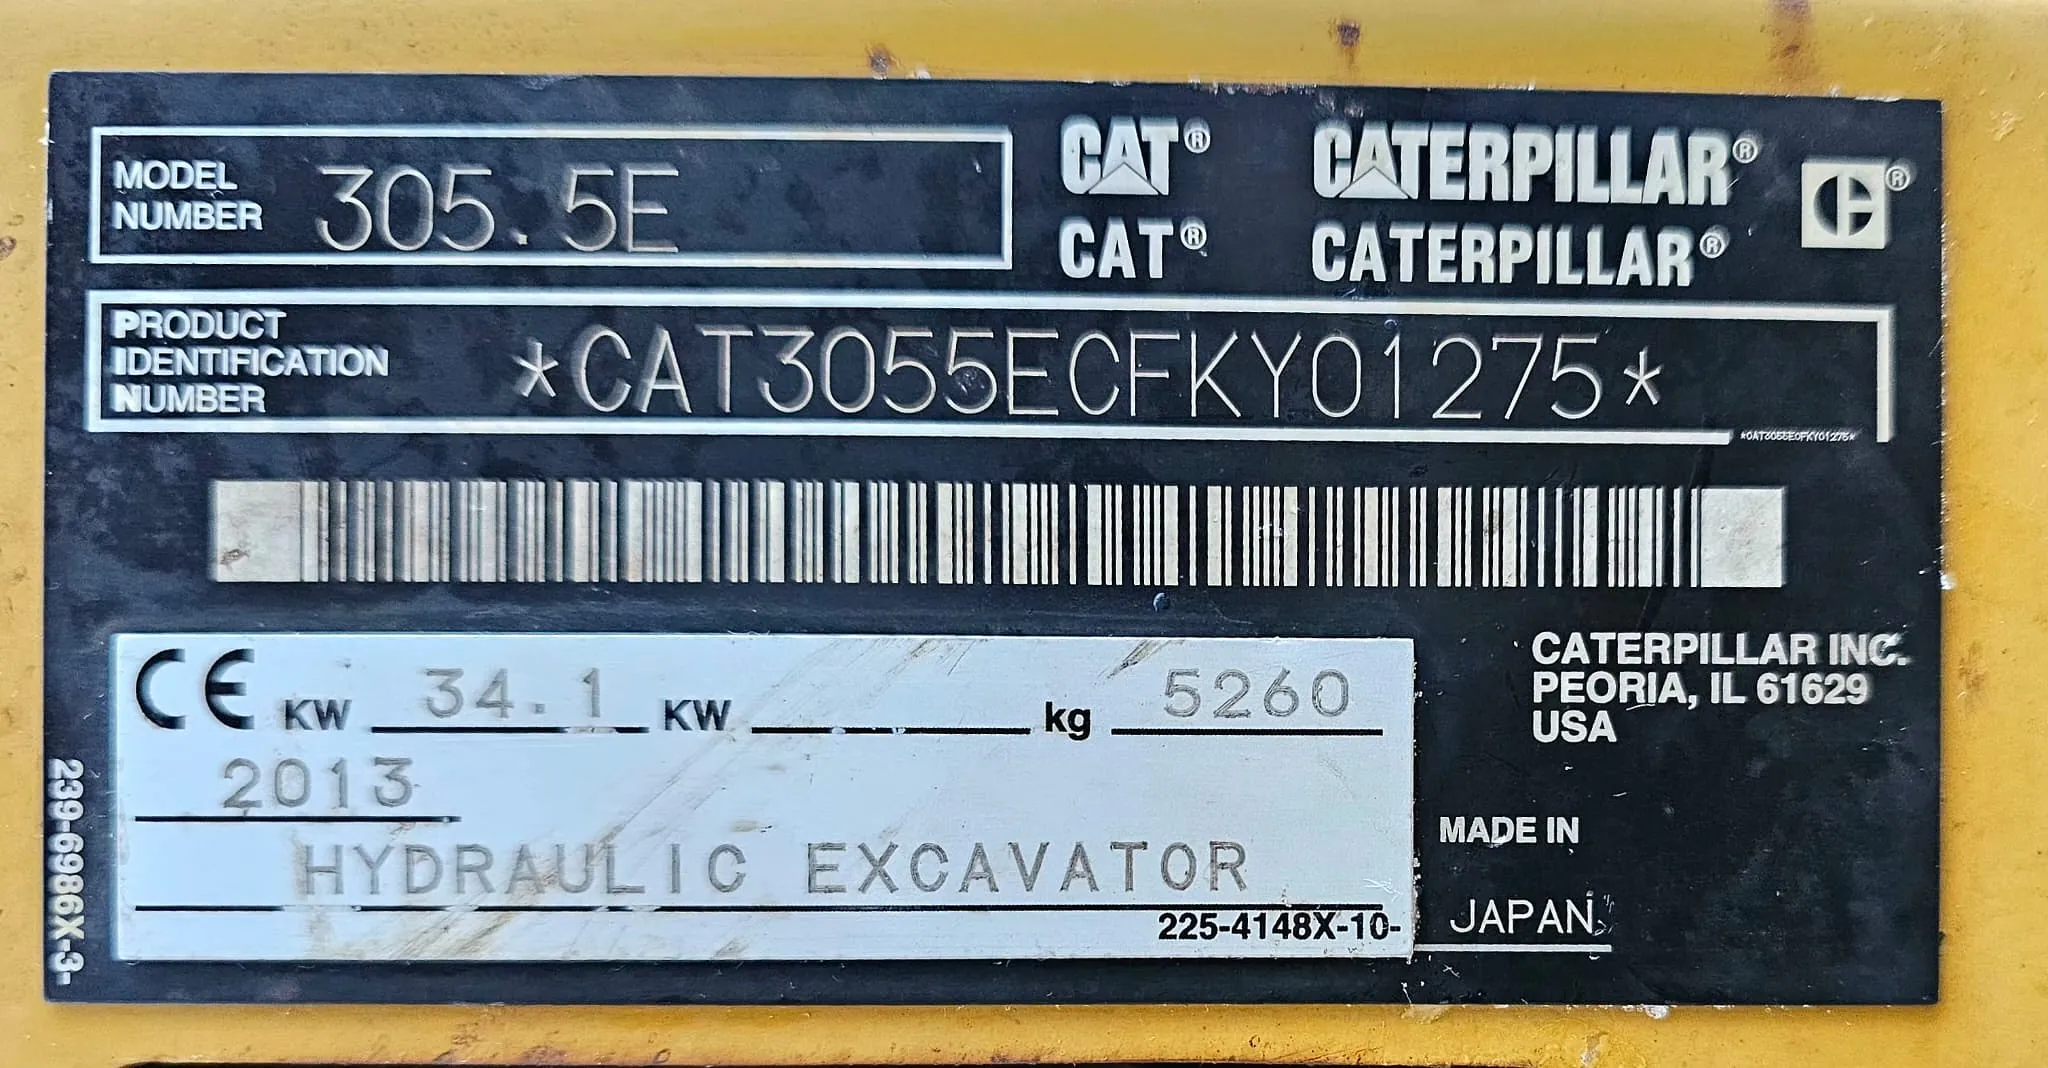 MODEL NUMBER 305.5E
CAT® CATERPILLAR®
CAT® CATERPILLAR®
PRODUCT IDENTIFICATION NUMBER *CAT3055ECFKY01275*
*CAT3055ECFKY01275*
CE KW 34.1 KW kg 5260
2013
HYDRAULIC EXCAVATOR
225-4148X-10-
CATERPILLAR INC.
PEORIA, IL 61629
USA
MADE IN
JAPAN
239-6986X-3-